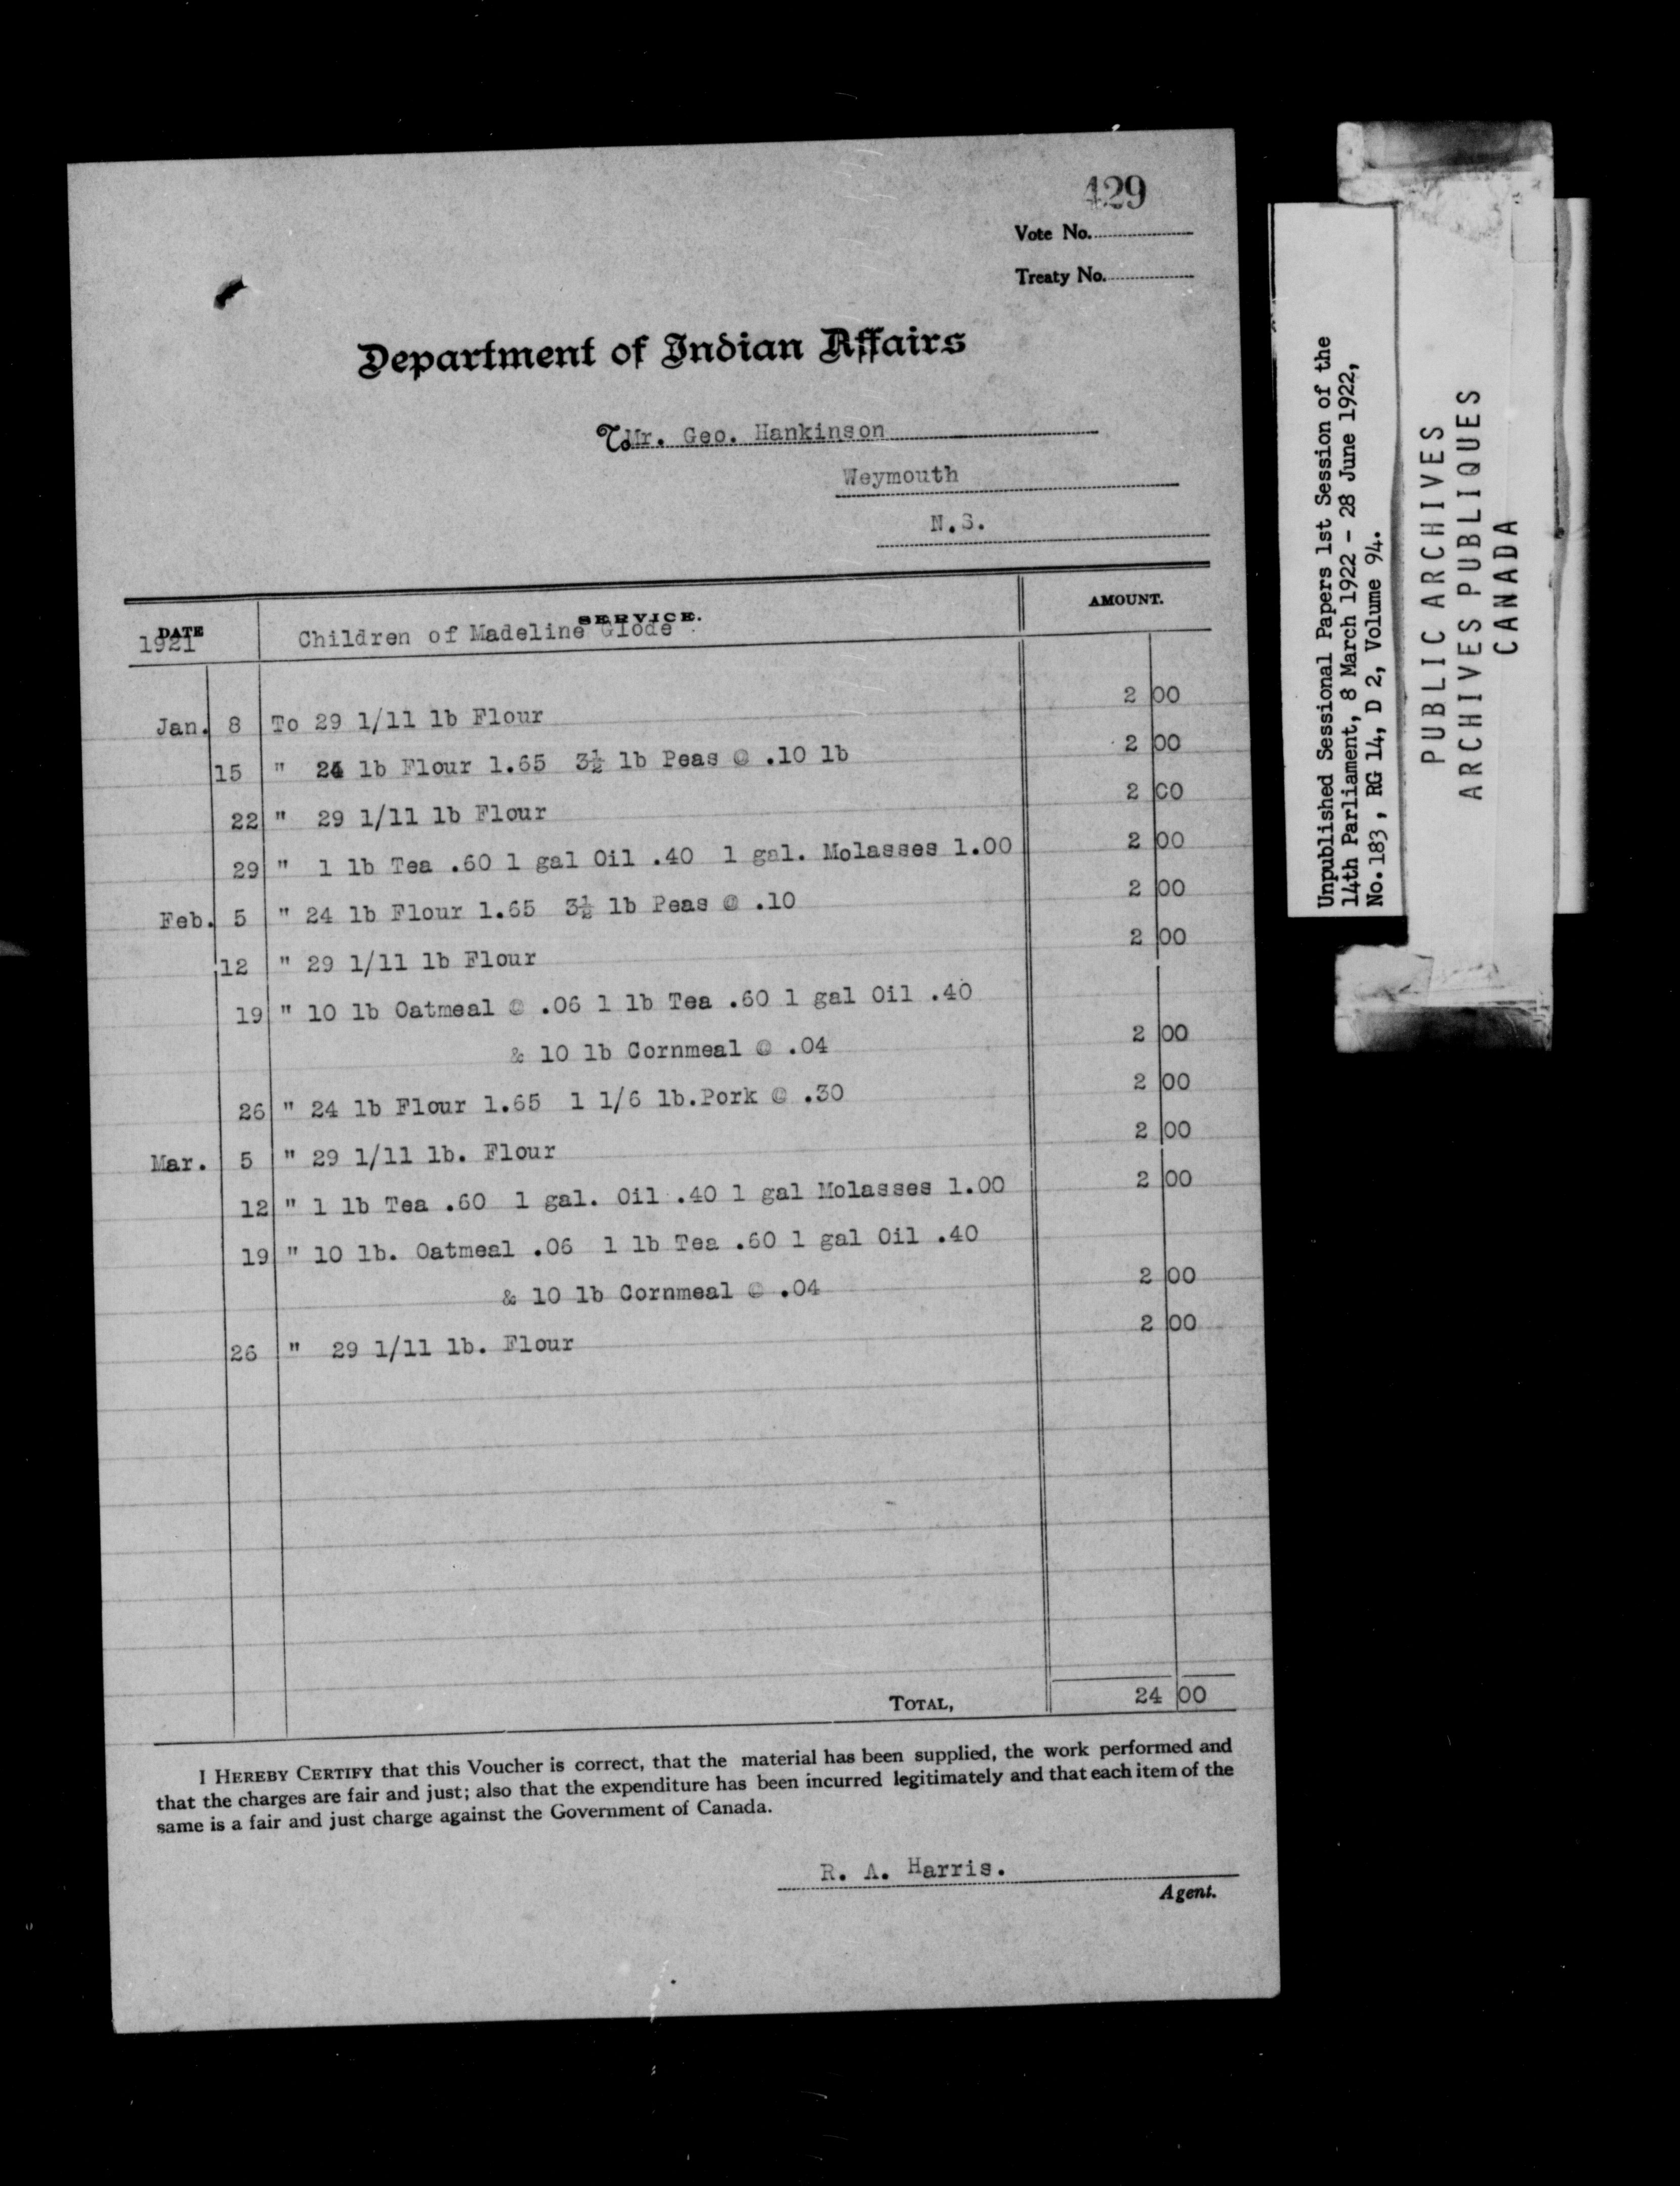 429
Vote No.
Treaty No.
Department of Indian Affairs
To Mr. Geo. Hankinson
Weymouth
N.S.
DATE SERVICE. AMOUNT.
1921 Children of Madeline Glode
Jan. 8 To 29 1/11 lb Flour 2 00
15 " 24 lb Flour 1.65 3½ lb Peas @ .10 lb 2 00
22 " 29 1/11 lb Flour 2 00
29 " 1 lb Tea .60 1 gal Oil .40 1 gal. Molasses 1.00 2 00
Feb. 5 " 24 lb Flour 1.65 3½ lb Peas @ .10 2 00
12 " 29 1/11 lb Flour 2 00
19 " 10 lb Oatmeal @ .06 1 lb Tea .60 1 gal Oil .40
& 10 lb Cornmeal @ .04 2 00
26 " 24 lb Flour 1.65 1 1/6 lb.Pork @ .30 2 00
Mar. 5 " 29 1/11 lb. Flour 2 00
12 " 1 lb Tea .60 1 gal. Oil .40 1 gal Molasses 1.00 2 00
19 " 10 lb. Oatmeal .06 1 lb Tea .60 1 gal Oil .40
& 10 lb Cornmeal @ .04 2 00
26 " 29 1/11 lb. Flour 2 00
TOTAL, 24 00
I HEREBY CERTIFY that this Voucher is correct, that the material has been supplied, the work performed and
that the charges are fair and just; also that the expenditure has been incurred legitimately and that each item of the
same is a fair and just charge against the Government of Canada.
R. A. Harris.
Agent.
Unpublished Sessional Papers 1st Session of the
14th Parliament, 8 March 1922 - 28 June 1922,
No. 183, RG 14, D 2, Volume 94.
PUBLIC ARCHIVES
ARCHIVES PUBLIQUES
CANADA